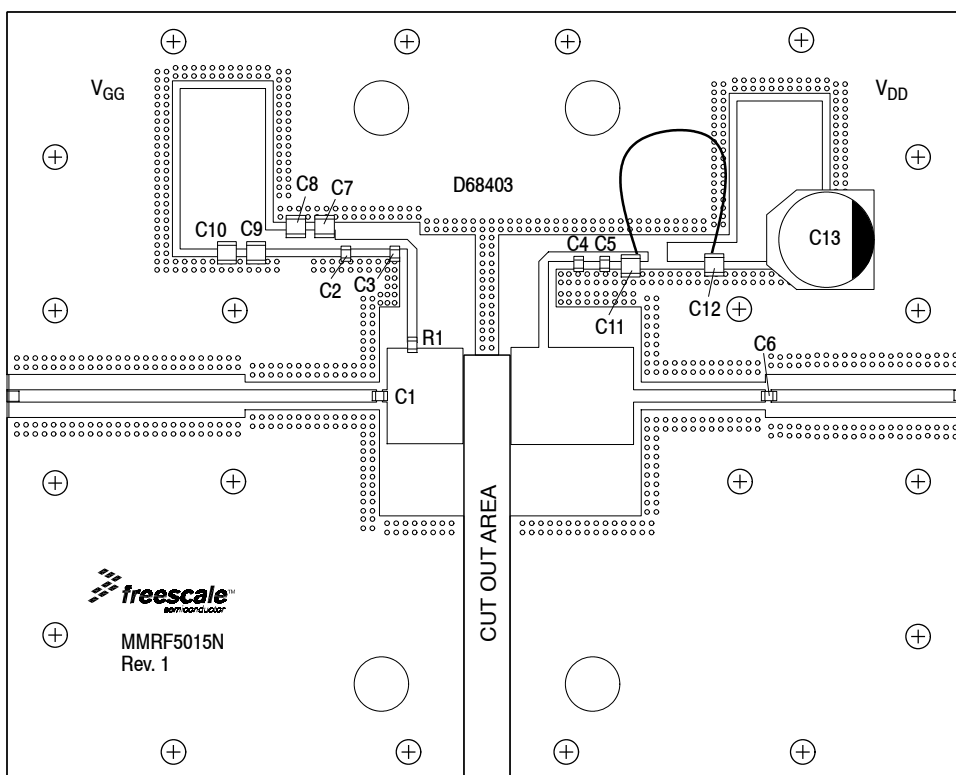 VGG
VDD
C8
C7
D68403
C10
C9
C4
C5
C13
C2
C3
C11
C12
R1
C6
C1
CUT OUT AREA
freescale™
semiconductor
MMRF5015N
Rev. 1